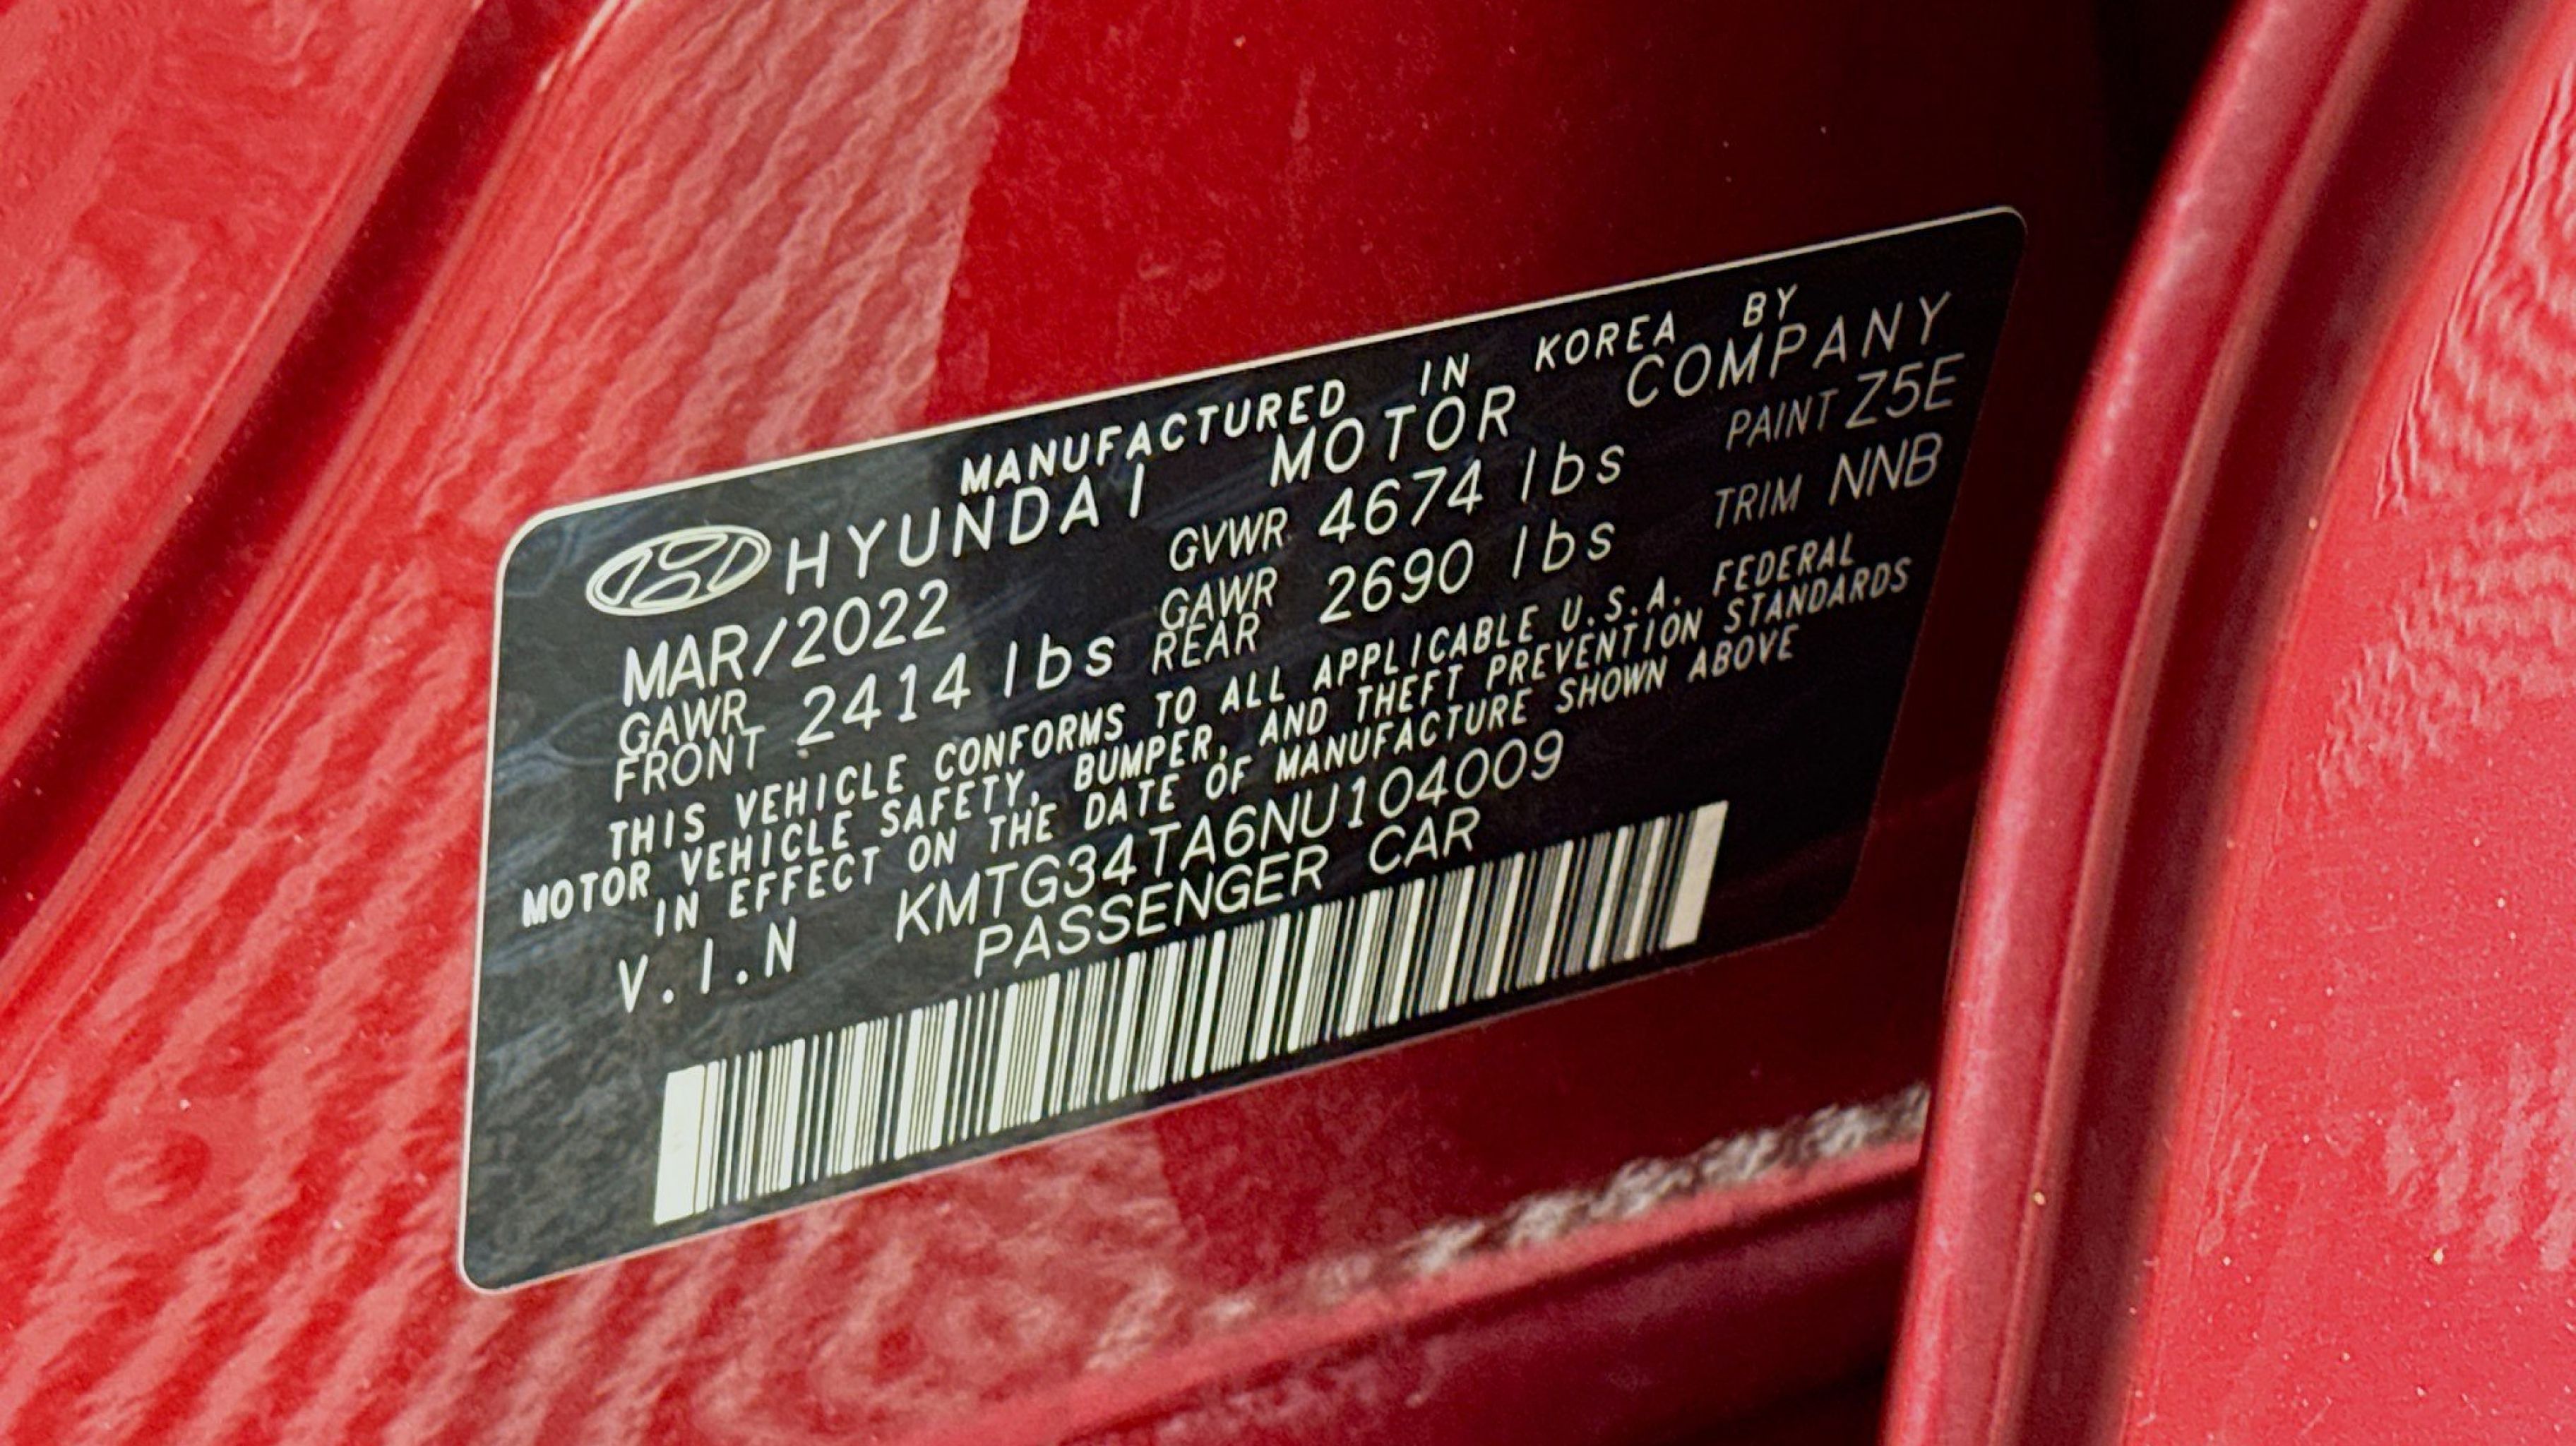 MANUFACTURED IN KOREA BY
HYUNDAI MOTOR COMPANY
MAR/2022 GVWR 4674 lbs PAINT Z5E
GAWR FRONT 2414 lbs GAWR REAR 2690 lbs TRIM NNB
THIS VEHICLE CONFORMS TO ALL APPLICABLE U.S.A. FEDERAL
MOTOR VEHICLE SAFETY, BUMPER, AND THEFT PREVENTION STANDARDS
IN EFFECT ON THE DATE OF MANUFACTURE SHOWN ABOVE
V.I.N KMTG34TA6NU104009
PASSENGER CAR